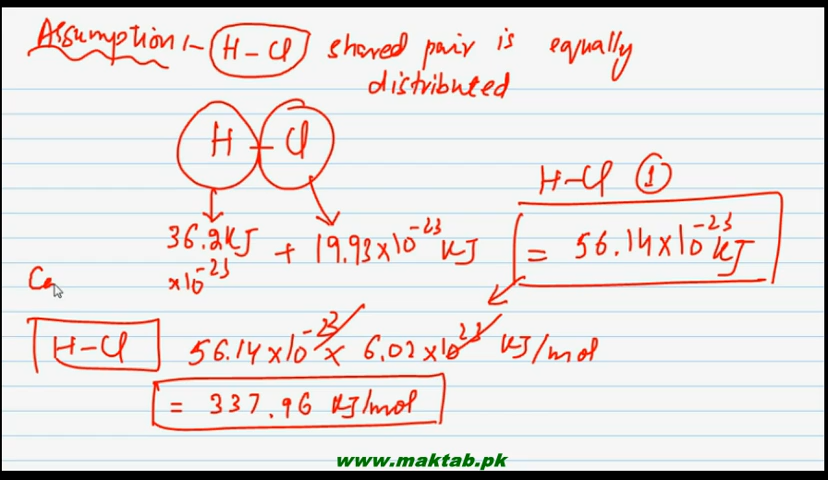 Assumption:- H-Cl shared pair is equally
distributed
H - Cl
H-Cl ①
36.2KJ + 19.93×10⁻²³ KJ = 56.14×10⁻²³ KJ
×10⁻²³
Ca
H-Cl 56.14×10⁻²³ × 6.02×10²³ KJ/mol
= 337.96 KJ/mol
www.maktab.pk